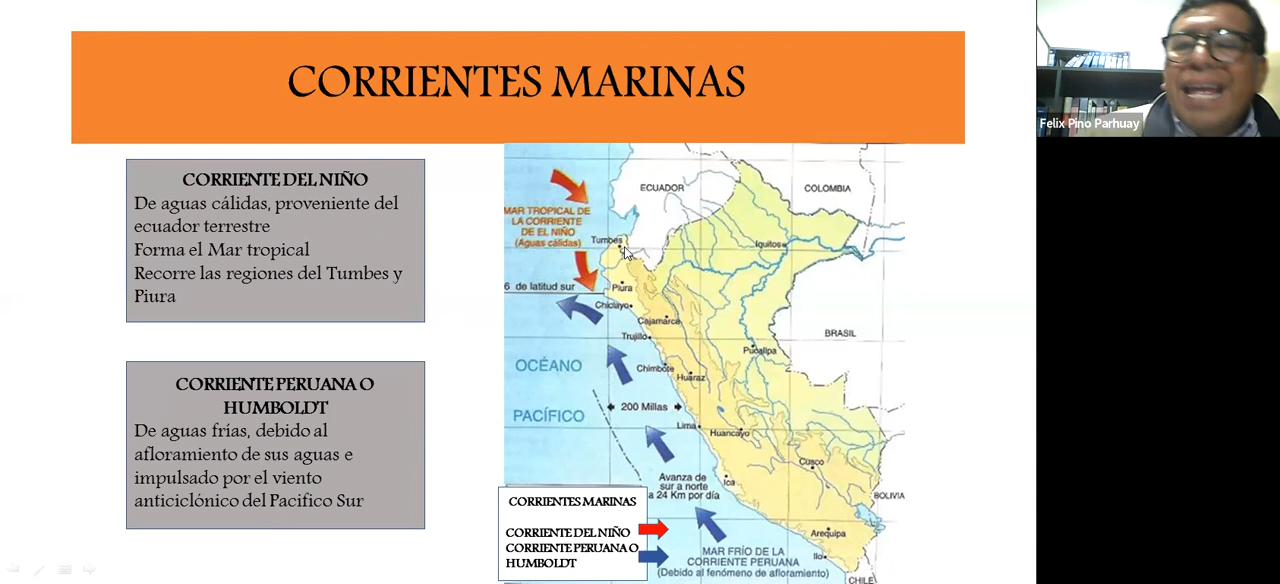 CORRIENTES MARINAS
CORRIENTE DEL NIÑO
De aguas cálidas, proveniente del
ecuador terrestre
Forma el Mar tropical
Recorre las regiones del Tumbes y
Piura
CORRIENTE PERUANA O
HUMBOLDT
De aguas frías, debido al
afloramiento de sus aguas e
impulsado por el viento
anticiclónico del Pacifico Sur
ECUADOR
COLOMBIA
MAR TROPICAL DE
LA CORRIENTE
DE EL NIÑO
(Aguas cálidas)
Tumbes
Iquitos
6 de latitud sur
Piura
Chiclayo
Cajamarca
Trujillo
BRASIL
Pucallpa
OCÉANO
Chimbote
Huaraz
PACÍFICO
200 Millas
Lima
Huancayo
Cusco
Avanza de
sur a norte
a 24 Km por día
Ica
BOLIVIA
Arequipa
Ilo
MAR FRÍO DE LA
CORRIENTE PERUANA
(Debido al fenómeno de afloramiento)
CHILE
CORRIENTES MARINAS
CORRIENTE DEL NIÑO
CORRIENTE PERUANA O
HUMBOLDT
Felix Pino Parhuay